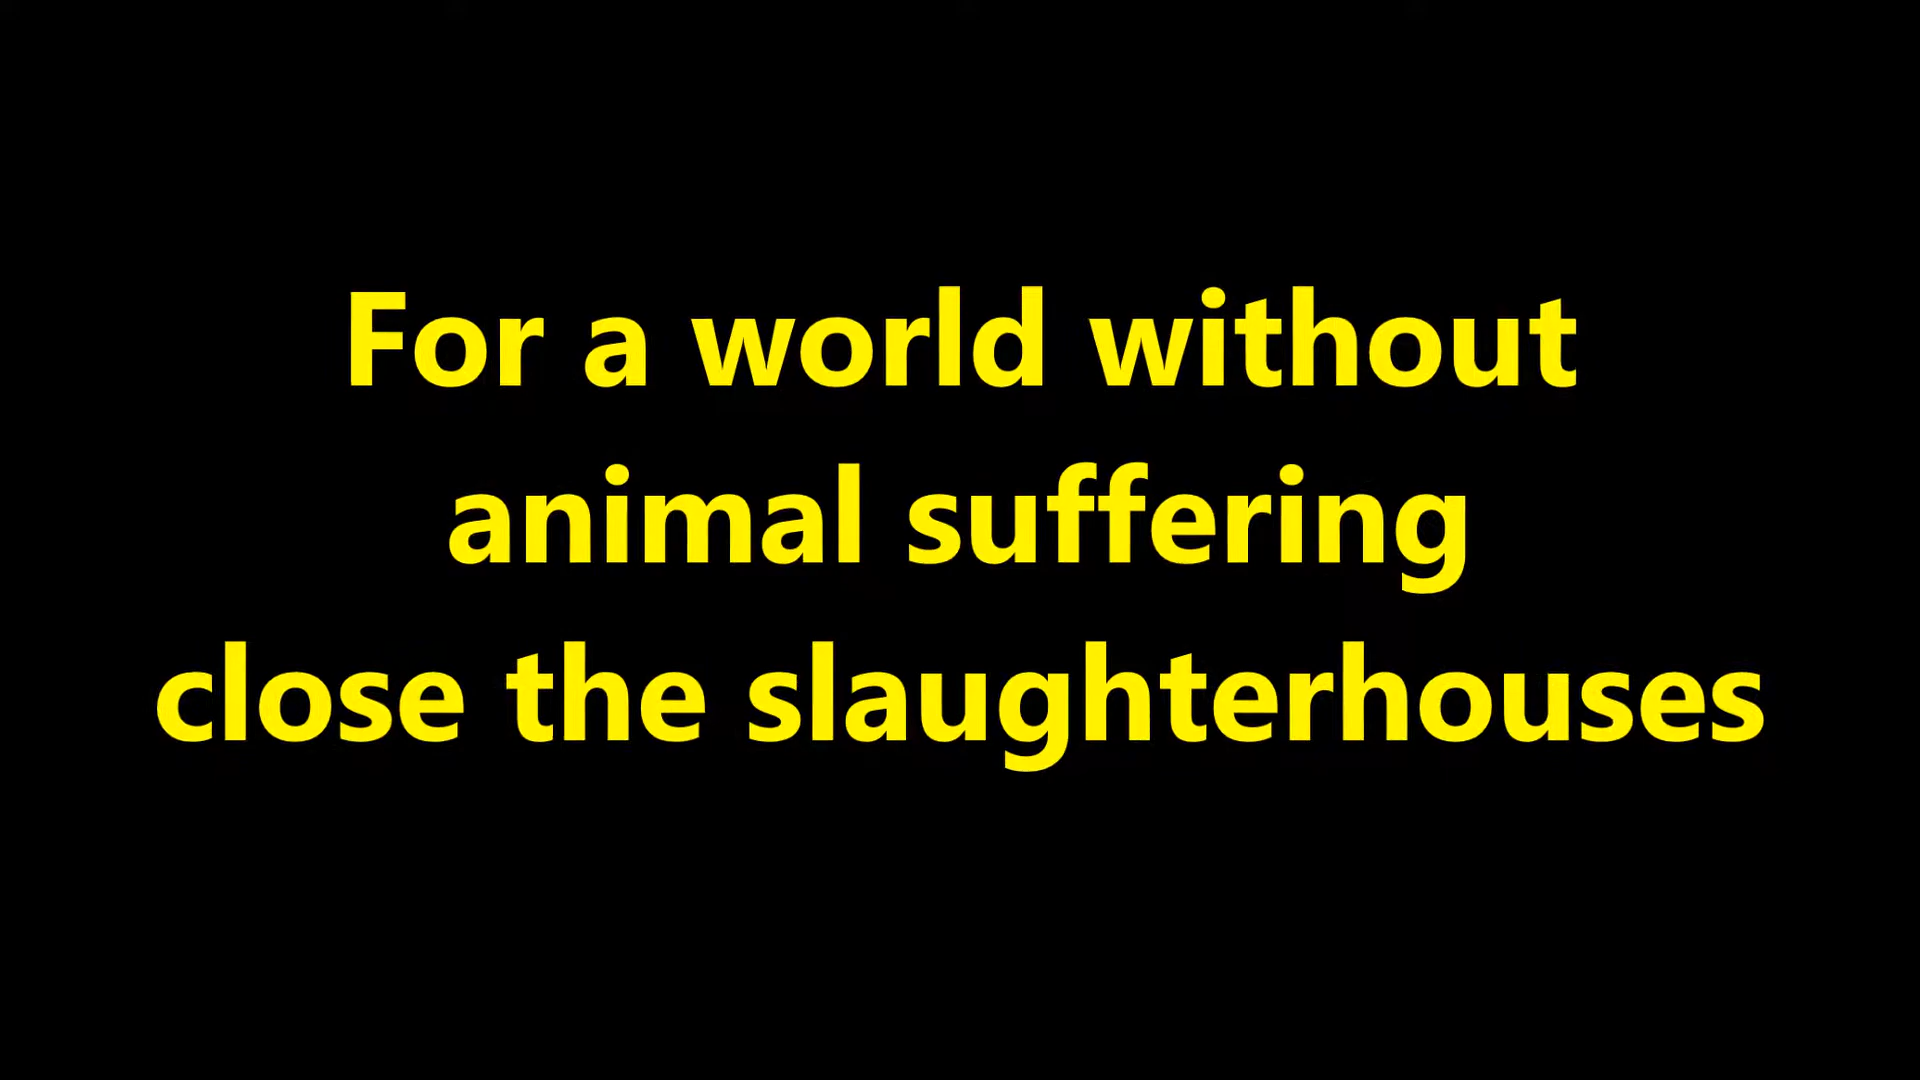 For a world without
animal suffering
close the slaughterhouses